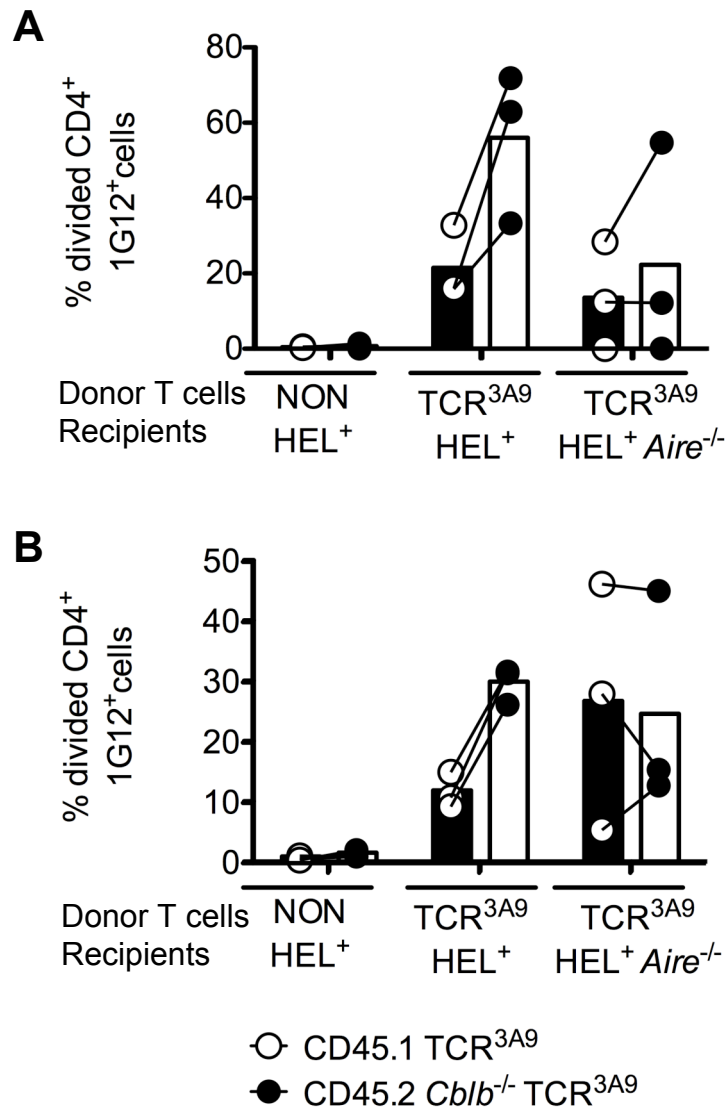 A
% divided CD4⁺
1G12⁺cells
80
60
40
20
0
Donor T cells NON TCR³ᴬ⁹ TCR³ᴬ⁹
Recipients HEL⁺ HEL⁺ HEL⁺ Aire⁻/⁻
B
% divided CD4⁺
1G12⁺cells
50
40
30
20
10
0
Donor T cells NON TCR³ᴬ⁹ TCR³ᴬ⁹
Recipients HEL⁺ HEL⁺ HEL⁺ Aire⁻/⁻
CD45.1 TCR³ᴬ⁹
CD45.2 Cblb⁻/⁻ TCR³ᴬ⁹